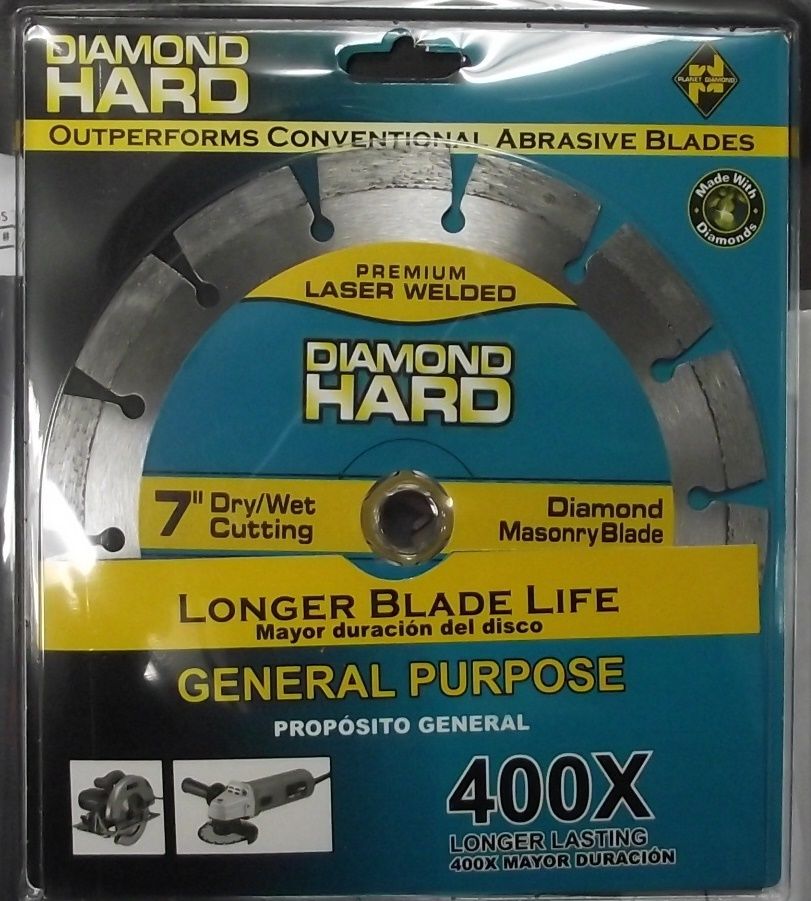 DIAMOND
HARD
PLANET DIAMOND
pd
OUTPERFORMS CONVENTIONAL ABRASIVE BLADES
Made With
Diamonds
PREMIUM
LASER WELDED
DIAMOND
HARD
7" Dry/Wet
Cutting
Diamond
Masonry Blade
LONGER BLADE LIFE
Mayor duración del disco
GENERAL PURPOSE
PROPÓSITO GENERAL
400X
LONGER LASTING
400X MAYOR DURACIÓN